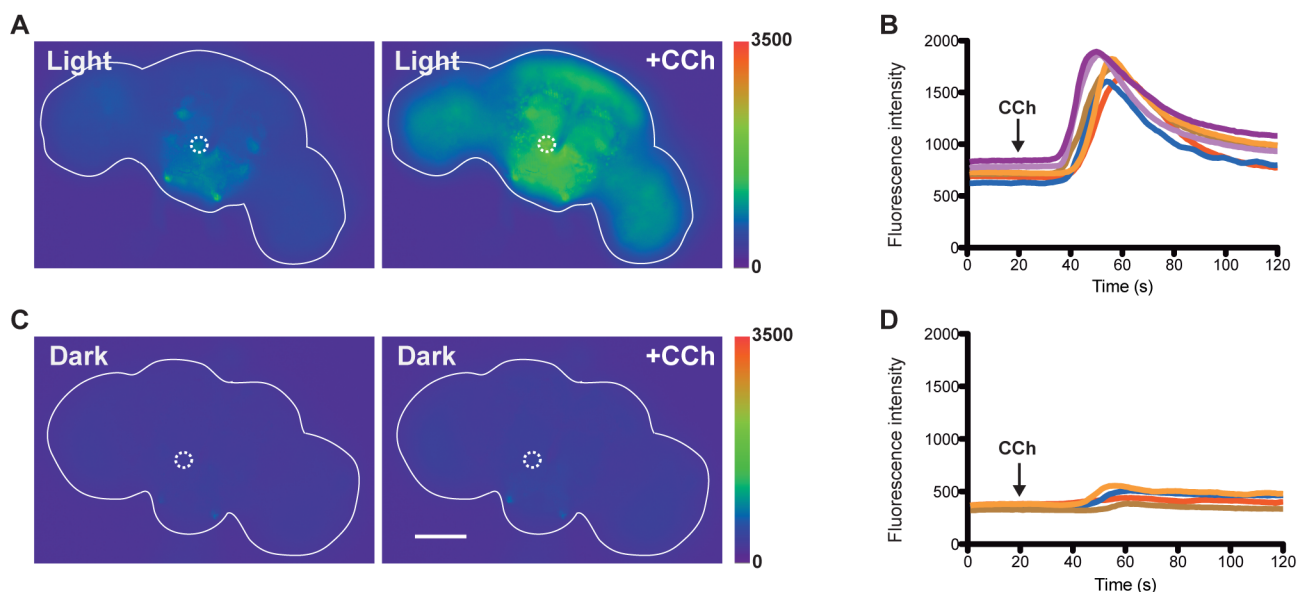 A
Light
Light
+CCh
3500
0
B
Fluorescence intensity
2000
1500
1000
500
0
CCh
0 20 40 60 80 100 120
Time (s)
C
Dark
Dark
+CCh
3500
0
D
Fluorescence intensity
2000
1500
2000
1000
500
0
CCh
0 20 40 60 80 100 120
Time (s)